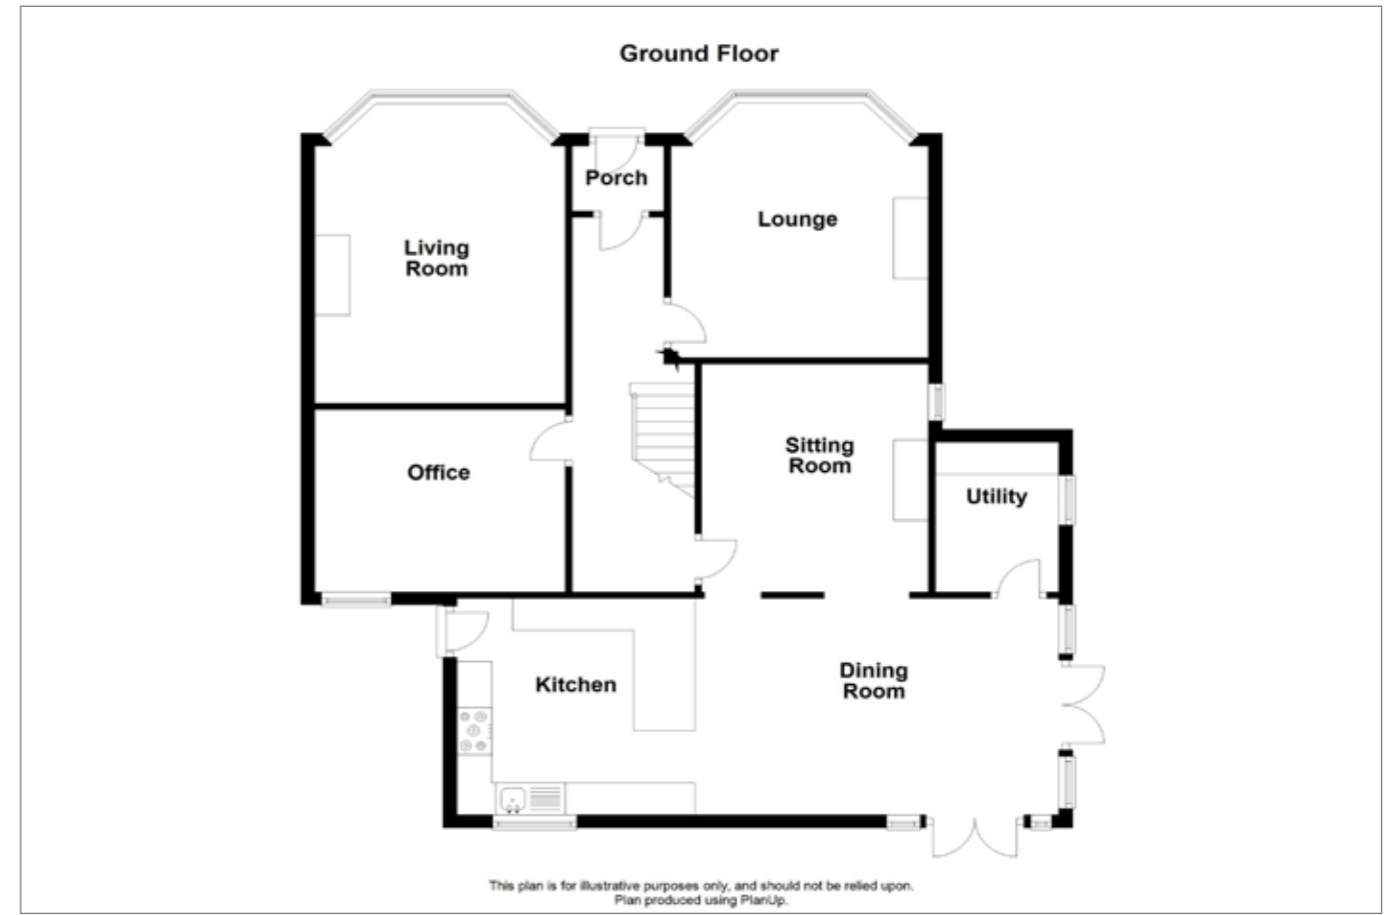 Ground Floor
Porch
Lounge
Living
Room
Sitting
Room
Office
Utility
Kitchen
Dining
Room
This plan is for illustrative purposes only, and should not be relied upon.
Plan produced using PlanUp.